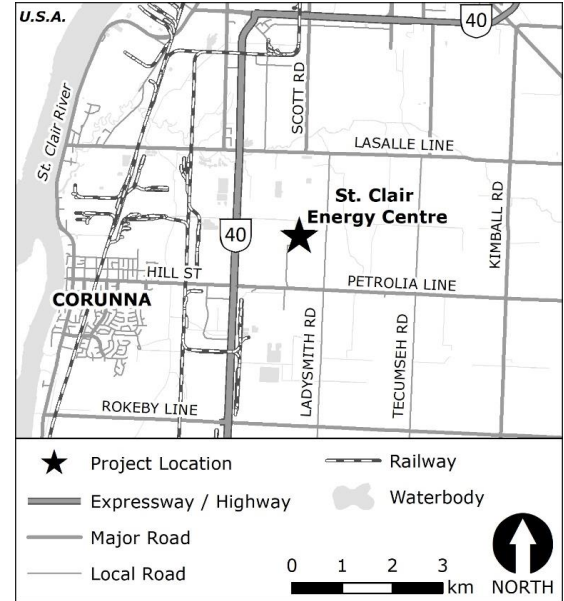 U.S.A.
40
St. Clair River
SCOTT RD
LASALLE LINE
St. Clair
Energy Centre
KIMBALL RD
40
HILL ST
PETROLIA LINE
CORUNNA
LADYSMITH RD
TECUMSEH RD
ROKEBY LINE
Project Location
Railway
Expressway / Highway
Waterbody
Major Road
Local Road
0 1 2 3
km
NORTH